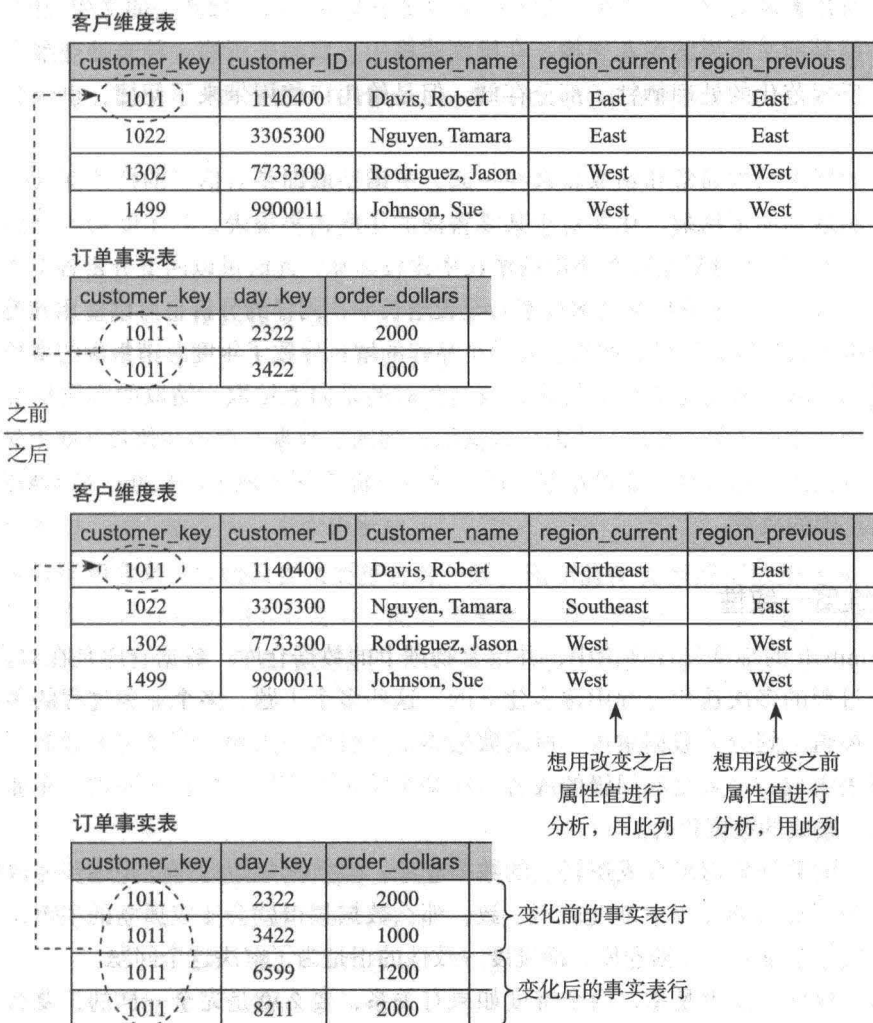 客户维度表
customer_key customer_ID customer_name region_current region_previous
1011 1140400 Davis, Robert East East
1022 3305300 Nguyen, Tamara East East
1302 7733300 Rodriguez, Jason West West
1499 9900011 Johnson, Sue West West
订单事实表
customer_key day_key order_dollars
1011 2322 2000
1011 3422 1000
之前
之后
客户维度表
customer_key customer_ID customer_name region_current region_previous
1011 1140400 Davis, Robert Northeast East
1022 3305300 Nguyen, Tamara Southeast East
1302 7733300 Rodriguez, Jason West West
1499 9900011 Johnson, Sue West West
想用改变之后 想用改变之前
属性值进行 属性值进行
分析，用此列 分析，用此列
订单事实表
customer_key day_key order_dollars
1011 2322 2000
变化前的事实表行
1011 3422 1000
1011 6599 1200
变化后的事实表行
1011 8211 2000